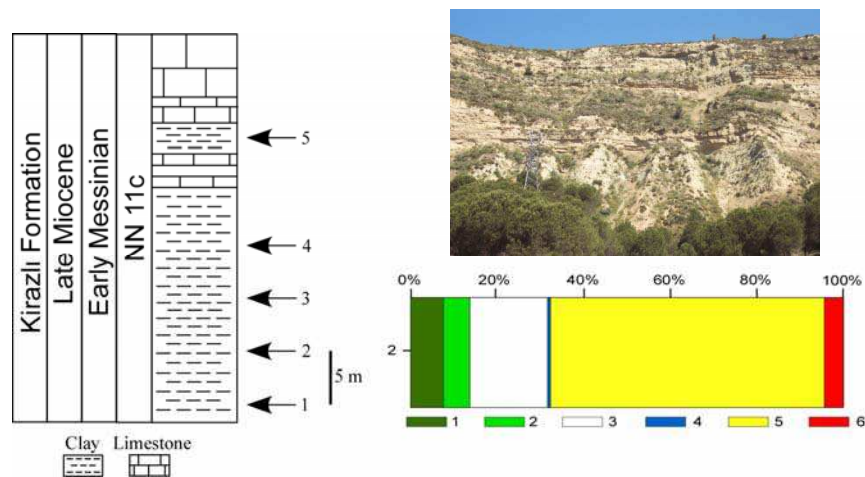 Kirazlı Formation
Late Miocene
Early Messinian
NN 11c
5
4
3
2
1
5 m
Clay Limestone
0% 20% 40% 60% 80% 100%
2
1 2 3 4 5 6